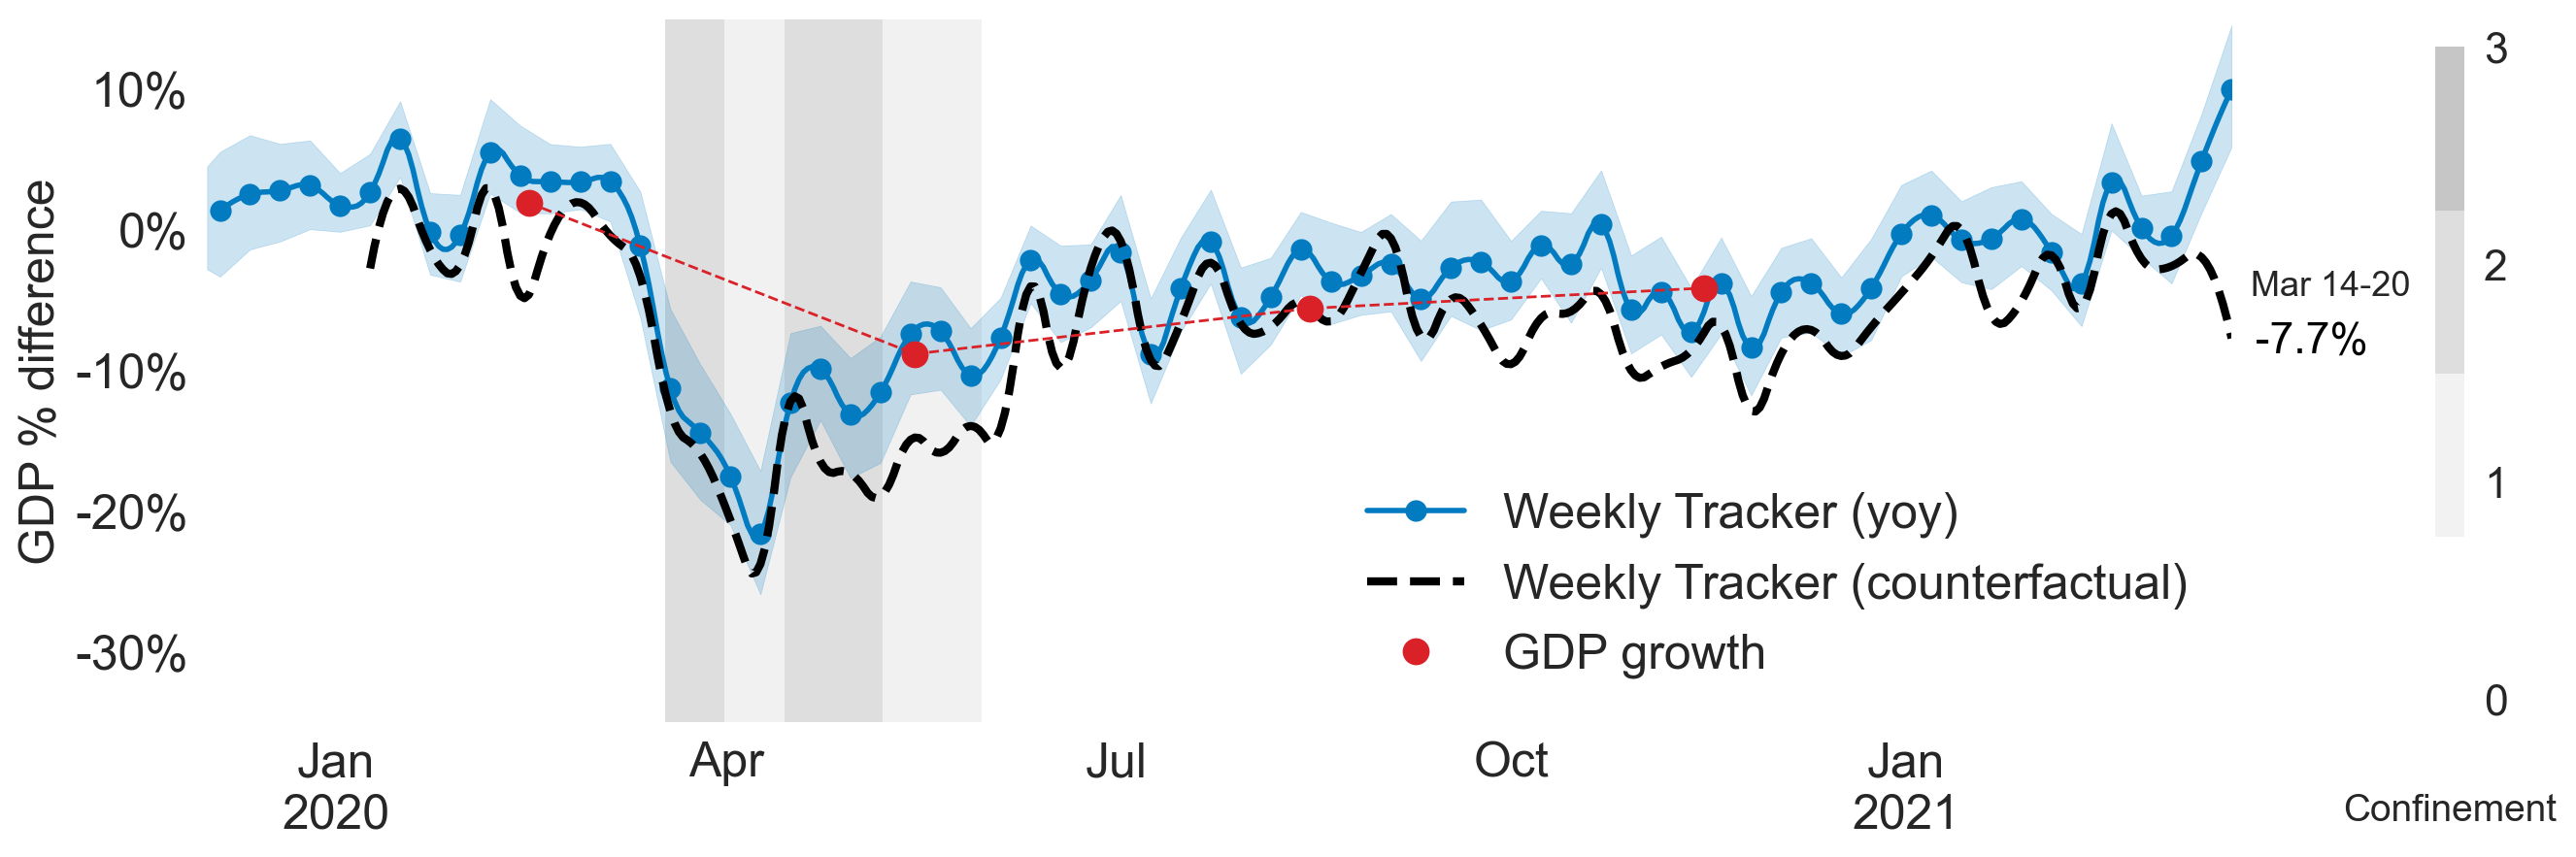 GDP % difference
10%
0%
-10%
-20%
-30%
Jan
2020
Apr
Jul
Oct
Jan
2021
Weekly Tracker (yoy)
Weekly Tracker (counterfactual)
GDP growth
Mar 14-20
-7.7%
3
2
1
0
Confinement